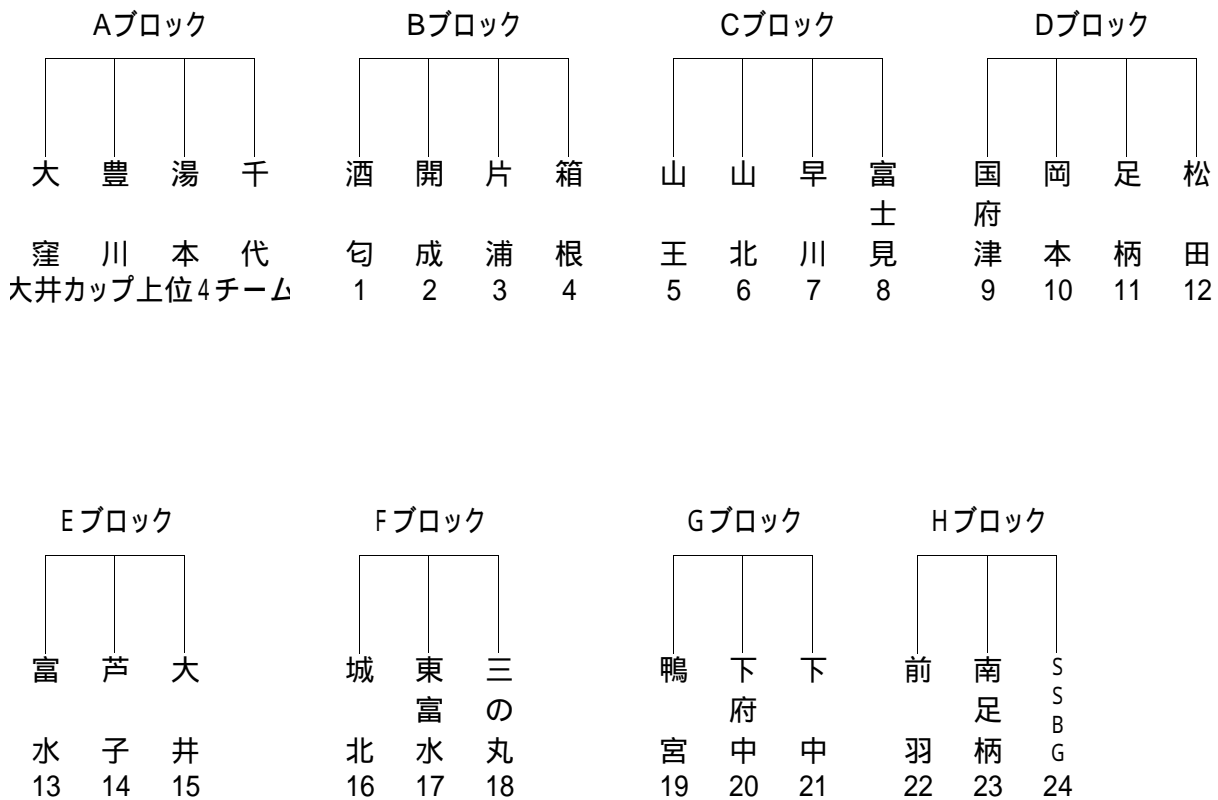 Aブロック
大窪 豊川 湯本 千代
大井カップ上位4チーム
Bブロック
酒匂 開成 片浦 箱根
1 2 3 4
Cブロック
山王 山北 早川 富士見
5 6 7 8
Dブロック
国府津 岡本 足柄 松田
9 10 11 12
Eブロック
富水 芦子 大井
13 14 15
Fブロック
城北 東富水 三の丸
16 17 18
Gブロック
鴨宮 下府中 下中
19 20 21
Hブロック
前羽 南足柄 SSBG
22 23 24